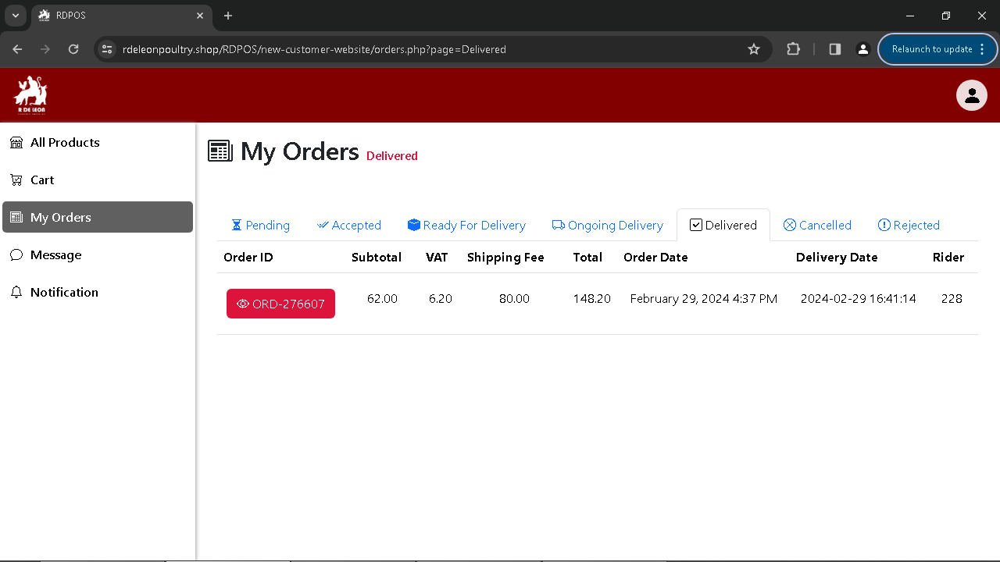 RDPOS
rdeleonpoultry.shop/RDPOS/new-customer-website/orders.php?page=Delivered
Relaunch to update
R DE LEON
All Products
Cart
My Orders
Message
Notification
My Orders Delivered
Pending Accepted Ready For Delivery Ongoing Delivery Delivered Cancelled Rejected
Order ID Subtotal VAT Shipping Fee Total Order Date Delivery Date Rider
ORD-276607 62.00 6.20 80.00 148.20 February 29, 2024 4:37 PM 2024-02-29 16:41:14 228